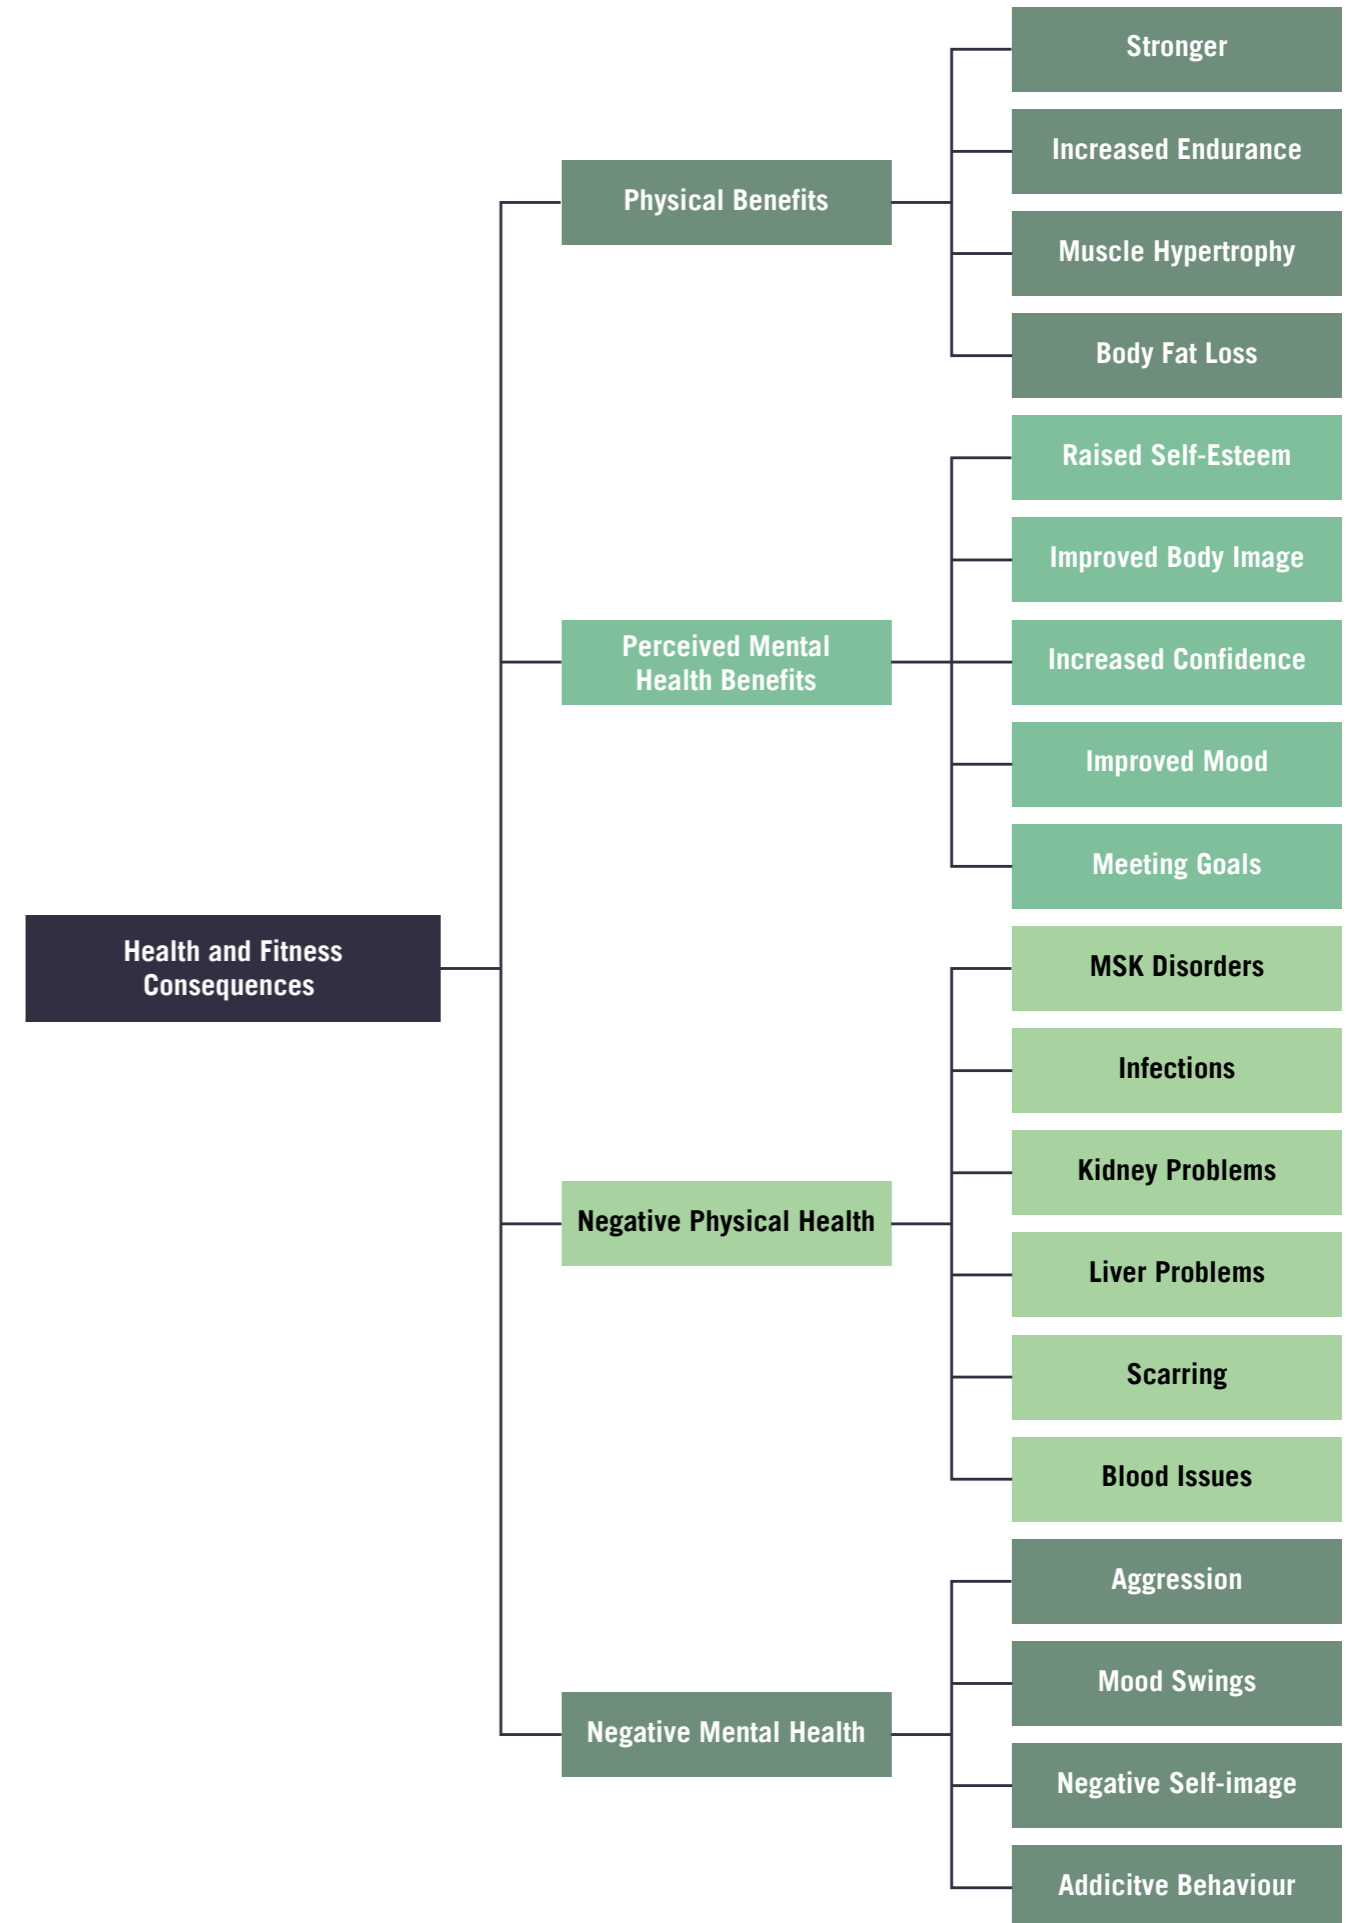 Health and Fitness
Consequences
Physical Benefits
Stronger
Increased Endurance
Muscle Hypertrophy
Body Fat Loss
Perceived Mental
Health Benefits
Raised Self-Esteem
Improved Body Image
Increased Confidence
Improved Mood
Meeting Goals
Negative Physical Health
MSK Disorders
Infections
Kidney Problems
Liver Problems
Scarring
Blood Issues
Negative Mental Health
Aggression
Mood Swings
Negative Self-image
Addicitve Behaviour